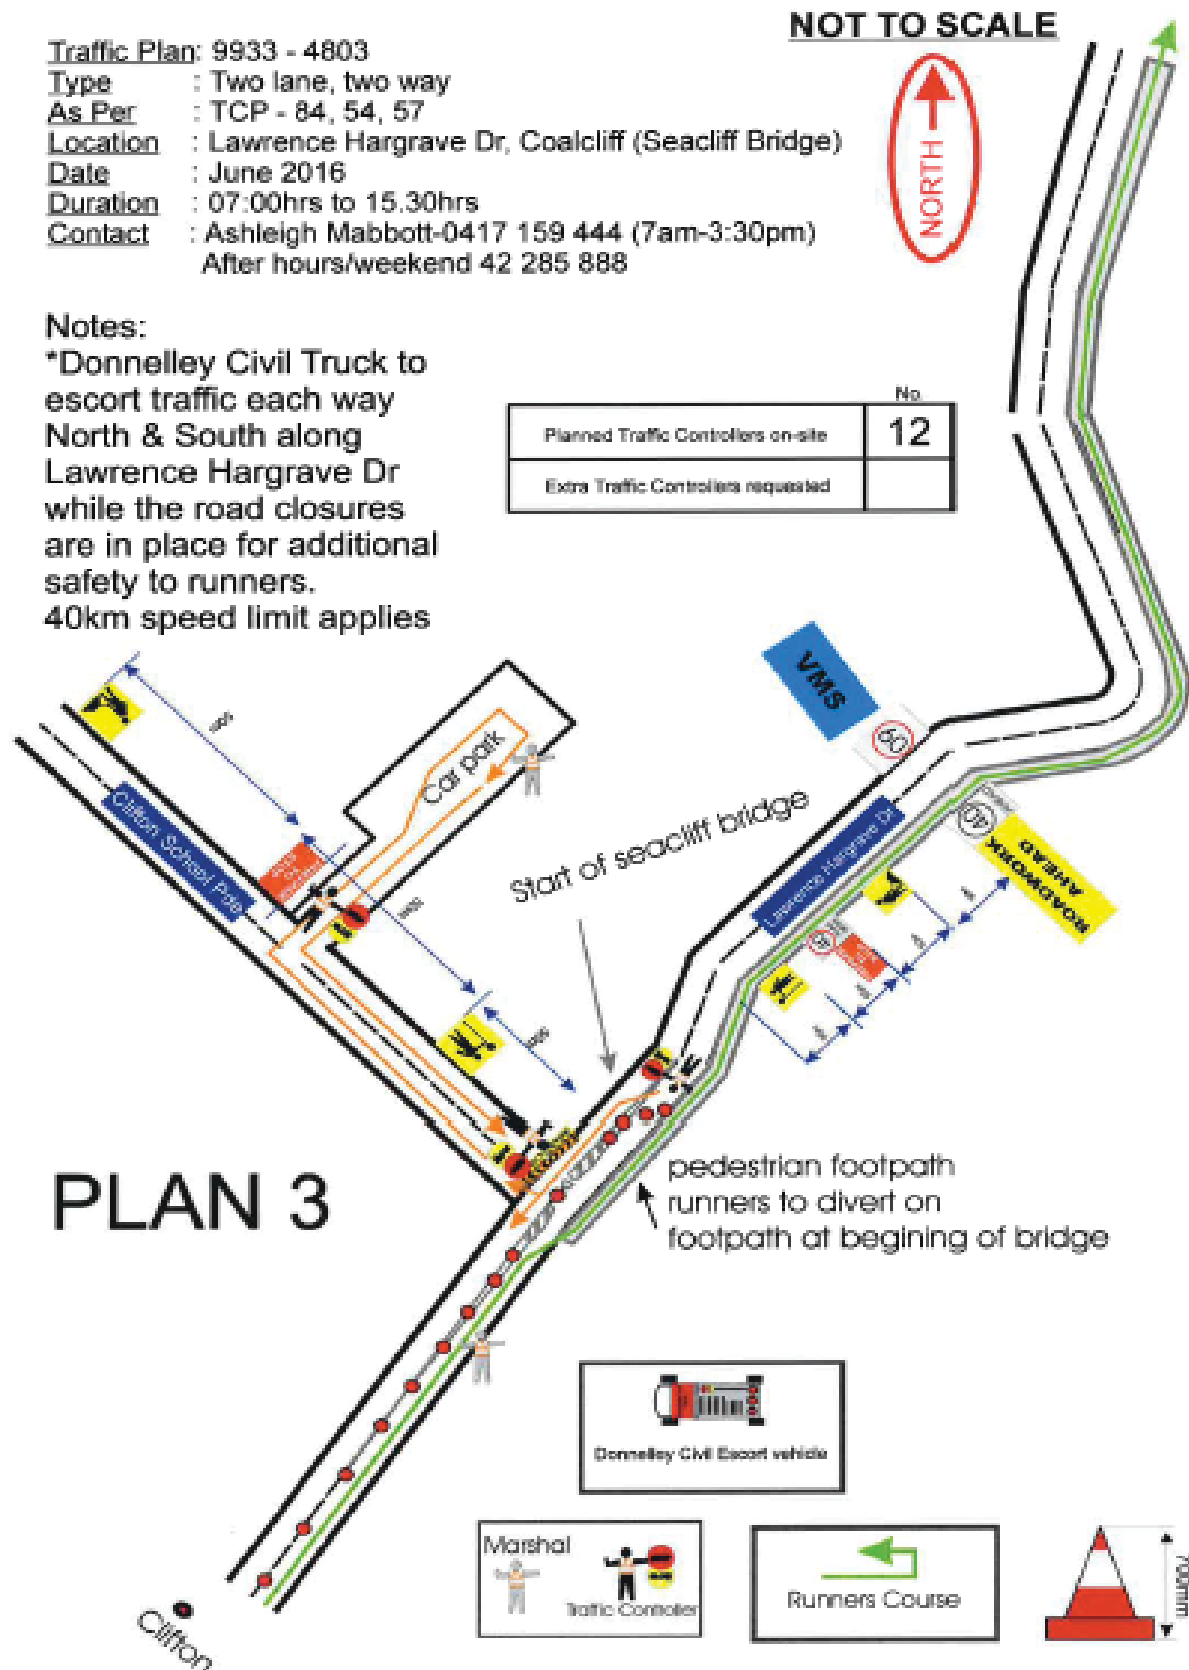 NOT TO SCALE
Traffic Plan: 9933 - 4803
Type : Two lane, two way
As Per : TCP - 84, 54, 57
Location : Lawrence Hargrave Dr, Coalcliff (Seacliff Bridge)
Date : June 2016
Duration : 07:00hrs to 15.30hrs
Contact : Ashleigh Mabbott-0417 159 444 (7am-3:30pm)
After hours/weekend 42 285 888
NORTH
Notes:
*Donnelley Civil Truck to
escort traffic each way
North & South along
Lawrence Hargrave Dr
while the road closures
are in place for additional
safety to runners.
40km speed limit applies
No.
Planned Traffic Controllers on-site 12
Extra Traffic Controllers requested
VMS
60
Car park
Clifton School Pde
Start of seacliff bridge
Lawrence Hargrave Dr
40
ROADWORK
AHEAD
PLAN 3
pedestrian footpath
runners to divert on
footpath at begining of bridge
Donnelley Civil Escort vehicle
Marshal
Traffic Controller
Runners Course
700mm
Clifton